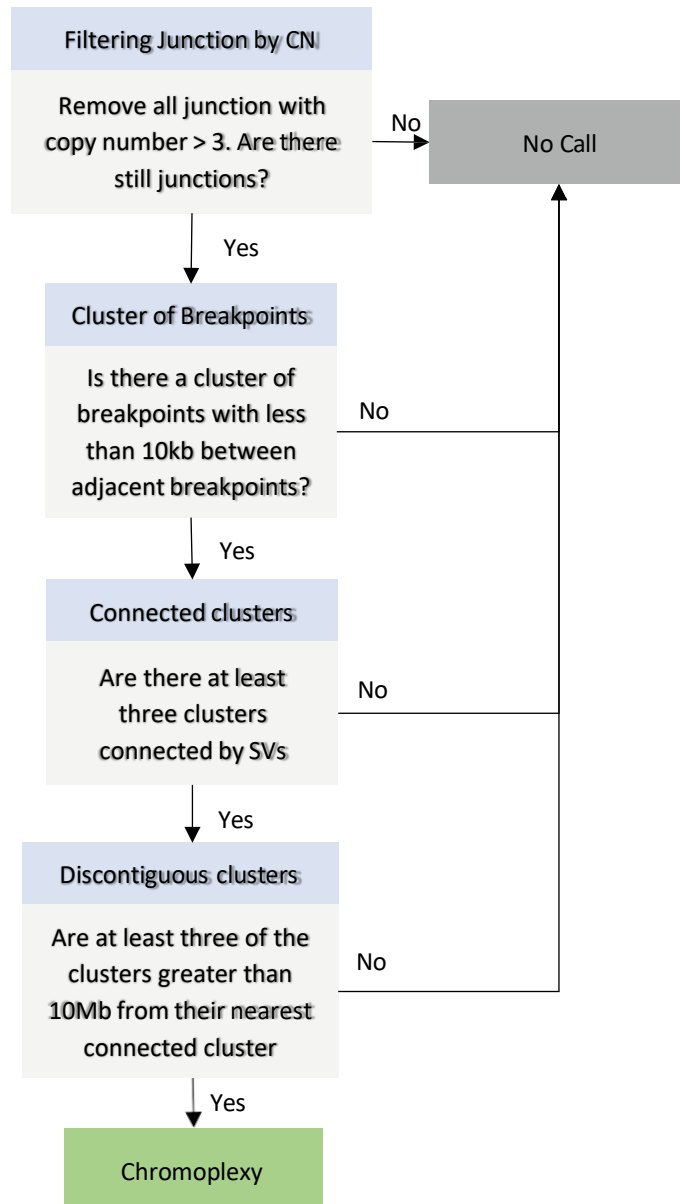 Filtering Junction by CN
Remove all junction with
copy number > 3. Are there
still junctions?
No
No Call
Yes
Cluster of Breakpoints
Is there a cluster of
breakpoints with less
than 10kb between
adjacent breakpoints?
No
Yes
Connected clusters
Are there at least
three clusters
connected by SVs
No
Yes
Discontiguous clusters
Are at least three of the
clusters greater than
10Mb from their nearest
connected cluster
No
Yes
Chromoplexy